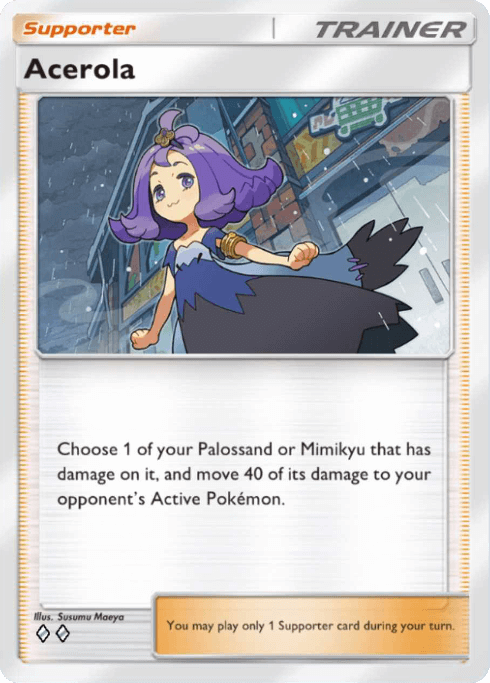 Supporter
TRAINER
Acerola
Choose 1 of your Palossand or Mimikyu that has
damage on it, and move 40 of its damage to your
opponent's Active Pokémon.
Illus. Susumu Maeya
You may play only 1 Supporter card during your turn.